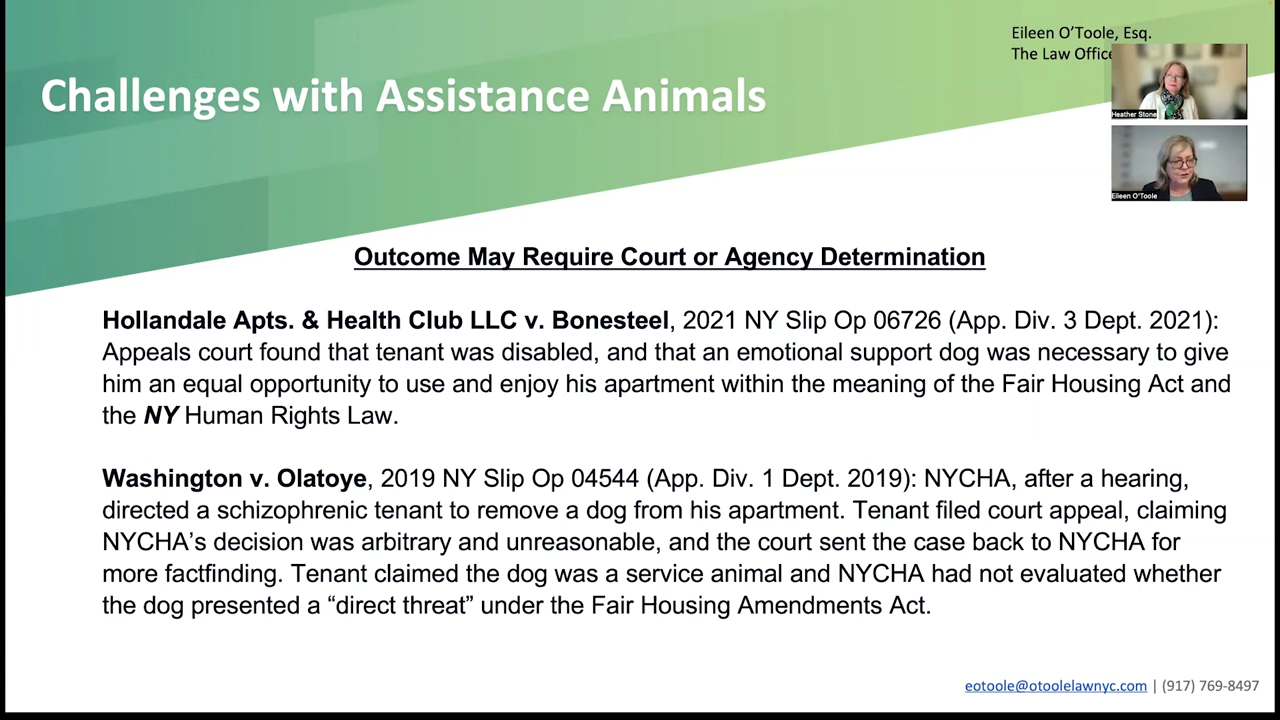 Eileen O’Toole, Esq.
The Law Office
Challenges with Assistance Animals
Heather Stone
Eileen O'Toole
Outcome May Require Court or Agency Determination
Hollandale Apts. & Health Club LLC v. Bonesteel, 2021 NY Slip Op 06726 (App. Div. 3 Dept. 2021):
Appeals court found that tenant was disabled, and that an emotional support dog was necessary to give
him an equal opportunity to use and enjoy his apartment within the meaning of the Fair Housing Act and
the NY Human Rights Law.
Washington v. Olatoye, 2019 NY Slip Op 04544 (App. Div. 1 Dept. 2019): NYCHA, after a hearing,
directed a schizophrenic tenant to remove a dog from his apartment. Tenant filed court appeal, claiming
NYCHA’s decision was arbitrary and unreasonable, and the court sent the case back to NYCHA for
more factfinding. Tenant claimed the dog was a service animal and NYCHA had not evaluated whether
the dog presented a “direct threat” under the Fair Housing Amendments Act.
eotoole@otoolelawnyc.com | (917) 769-8497